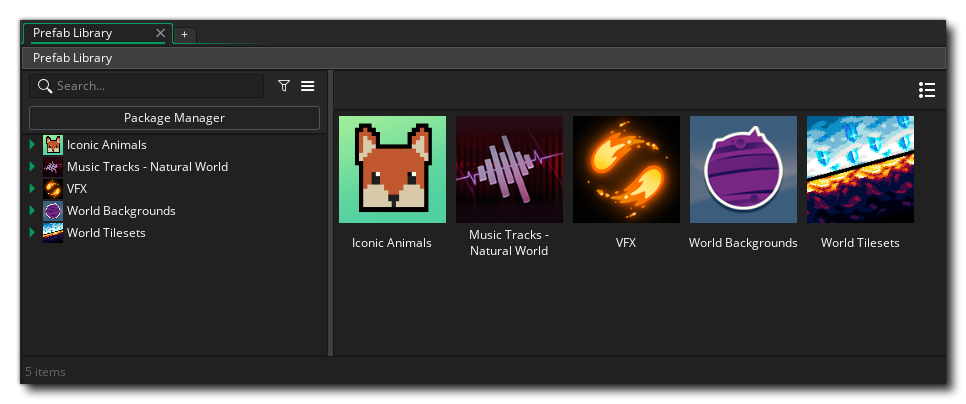 Prefab Library
+
Prefab Library
Search...
Package Manager
Iconic Animals
Music Tracks - Natural World
VFX
World Backgrounds
World Tilesets
Iconic Animals
Music Tracks -
Natural World
VFX
World Backgrounds
World Tilesets
5 items